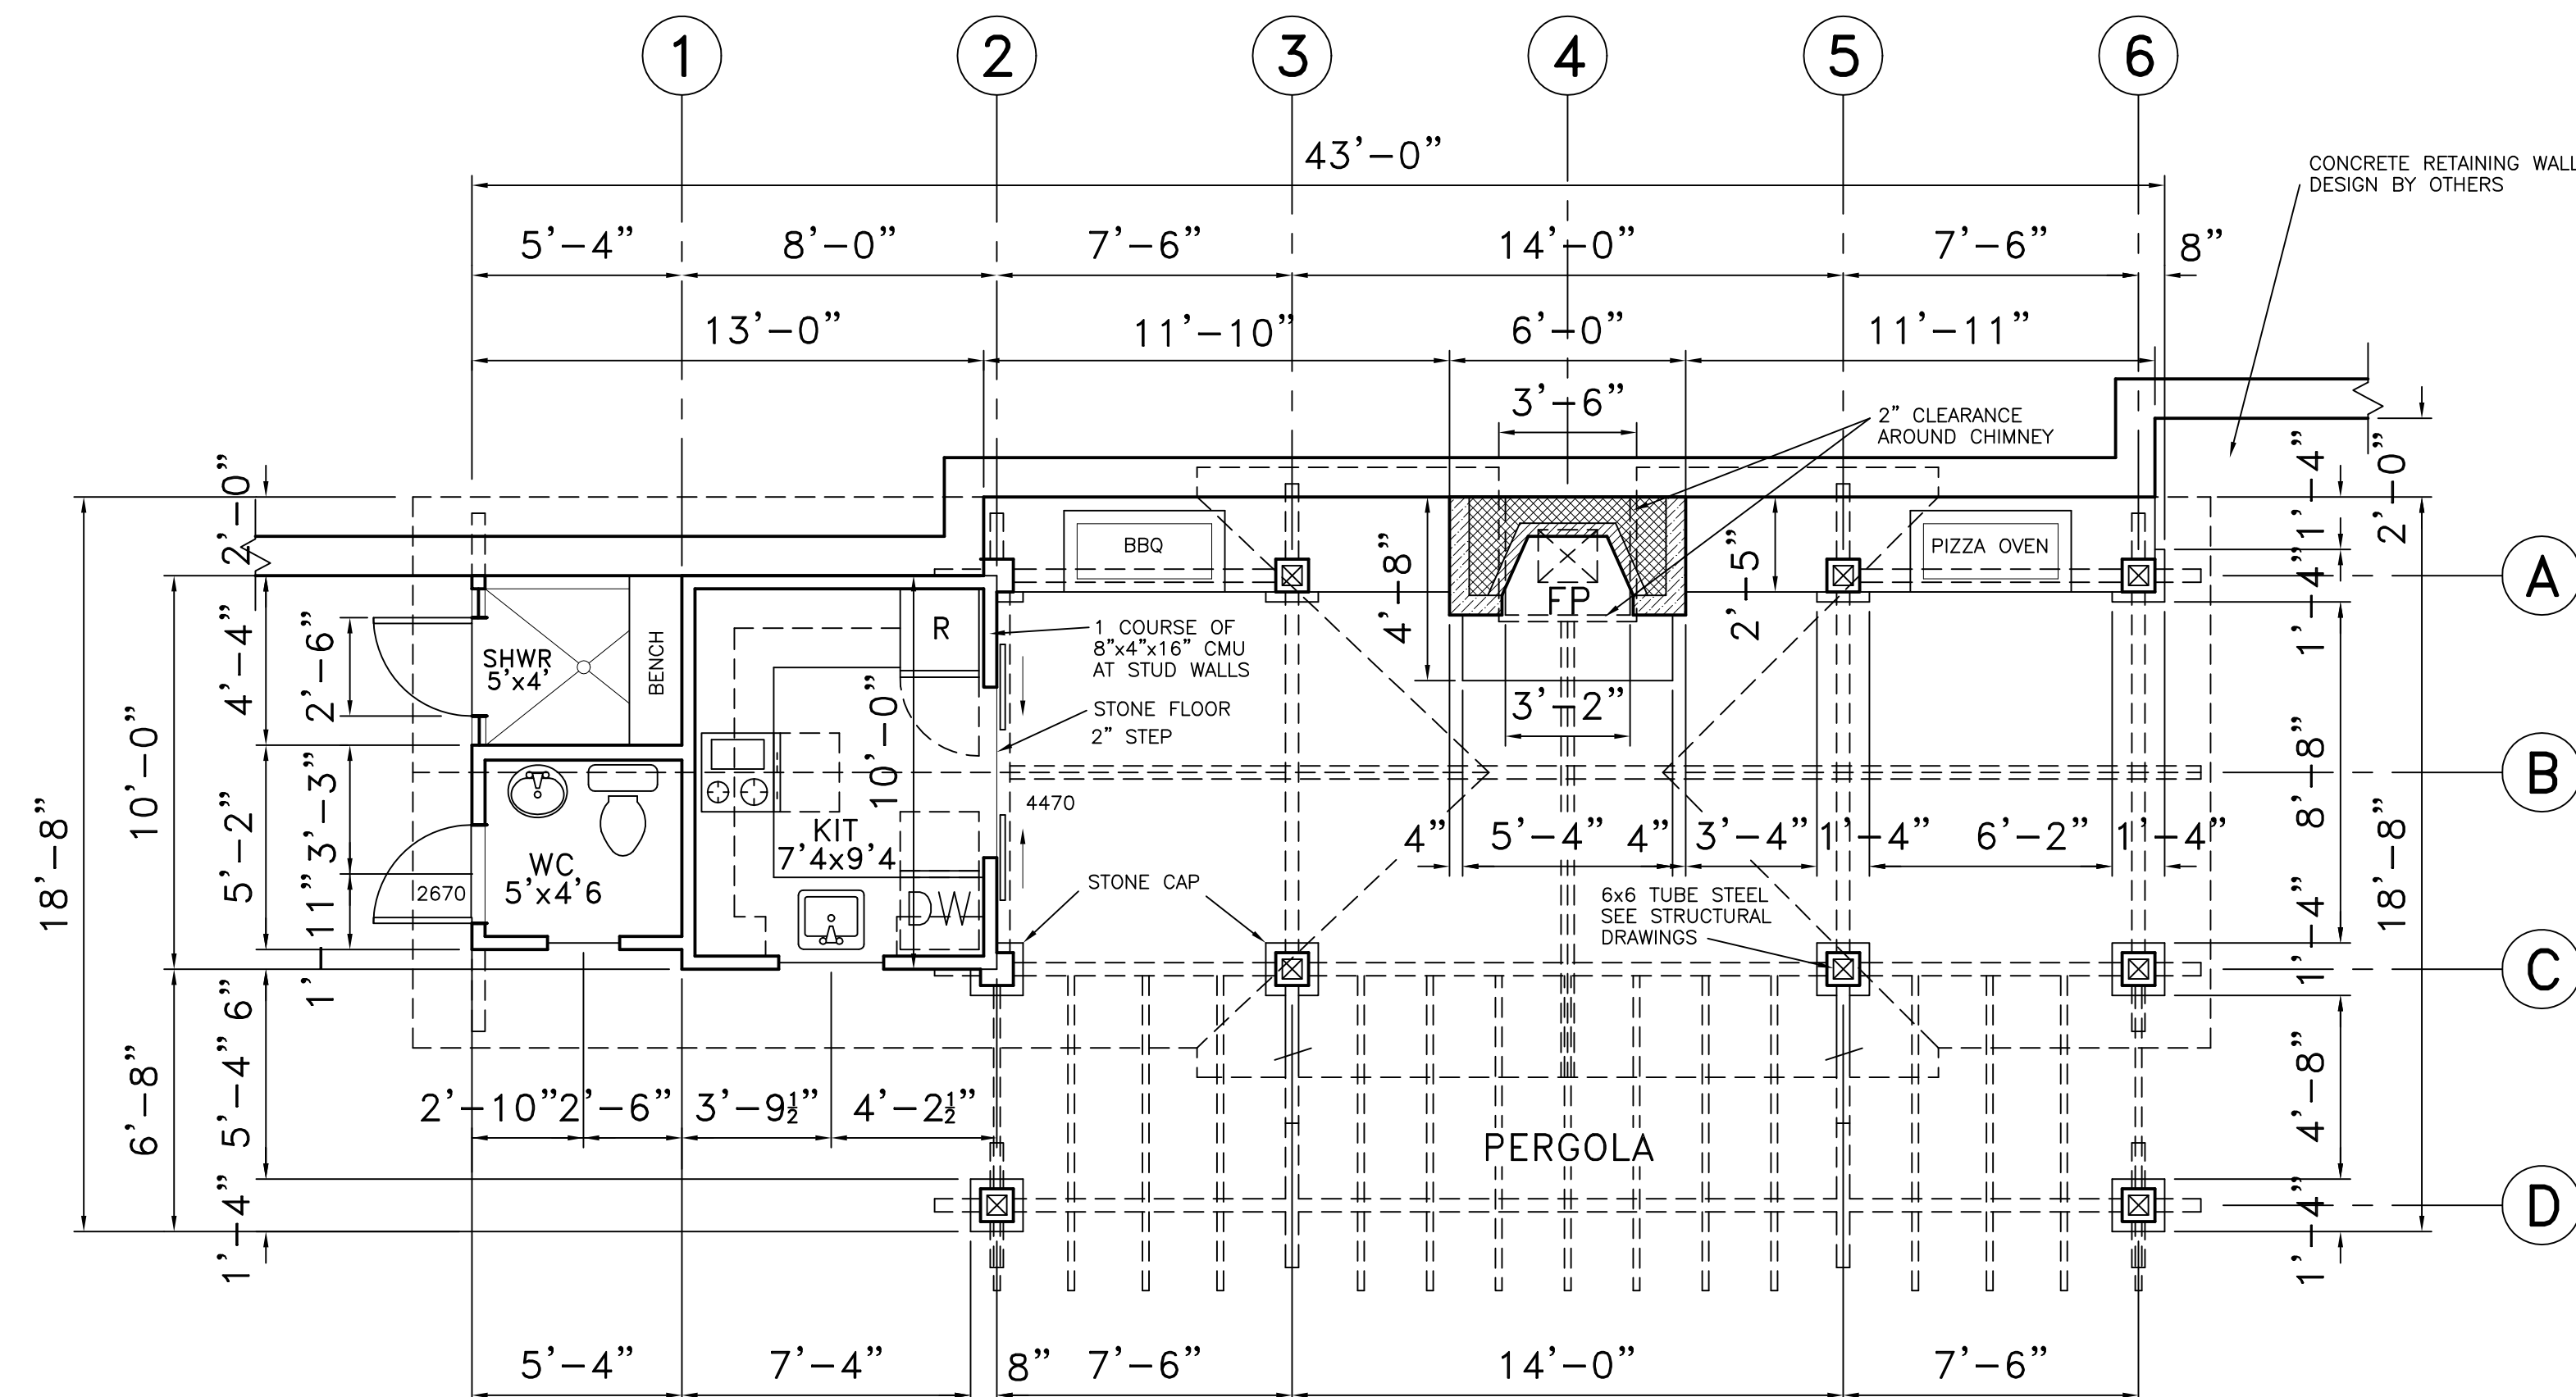 1 2 3 4 5 6
43’–0”
CONCRETE RETAINING WALL
DESIGN BY OTHERS
5’–4” 8’–0” 7’–6” 14’–0” 7’–6” 8”
13’–0” 11’–10” 6’–0” 11’–11”
3’–6”
2” CLEARANCE
AROUND CHIMNEY
2’–0”
1’–4”
2’–0”
BBQ
PIZZA OVEN
A
4’–8”
FP
2’–5”
1’–4”
R
1 COURSE OF
8”x4”x16” CMU
AT STUD WALLS
SHWR
5’x4’
BENCH
4’–4”
2’–6”
STONE FLOOR
2” STEP
3’–2”
10’–0”
10’–0”
B
18’–8”
5’–2”
3’–3”
1’–11”
6”
4470
KIT
7’4x9’4
4” 5’–4” 4” 3’–4” 1’–4” 6’–2” 1’–4”
8’–8”
18’–8”
WC
5’x4’6
2670
DW
STONE CAP
6x6 TUBE STEEL
SEE STRUCTURAL
DRAWINGS
1’–4”
C
6’–8”
5’–4”
2’–10” 2’–6” 3’–9½” 4’–2½”
4’–8”
PERGOLA
1’–4”
1’–4”
D
5’–4” 7’–4” 8” 7’–6” 14’–0” 7’–6”